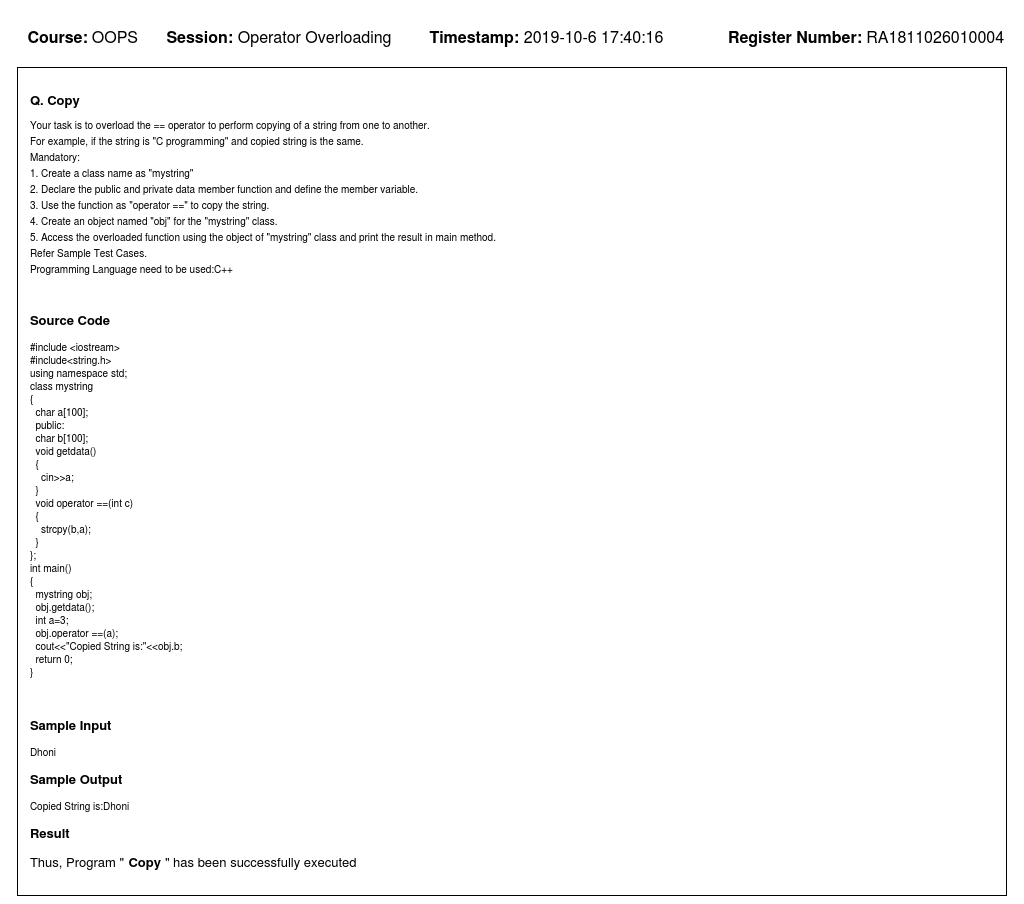 Course: OOPS Session: Operator Overloading Timestamp: 2019-10-6 17:40:16 Register Number: RA1811026010004
Q. Copy
Your task is to overload the == operator to perform copying of a string from one to another.
For example, if the string is "C programming" and copied string is the same.
Mandatory:
1. Create a class name as "mystring"
2. Declare the public and private data member function and define the member variable.
3. Use the function as "operator ==" to copy the string.
4. Create an object named "obj" for the "mystring" class.
5. Access the overloaded function using the object of "mystring" class and print the result in main method.
Refer Sample Test Cases.
Programming Language need to be used:C++
Source Code
#include <iostream>
#include<string.h>
using namespace std;
class mystring
{
char a[100];
public:
char b[100];
void getdata()
{
cin>>a;
}
void operator ==(int c)
{
strcpy(b,a);
}
};
int main()
{
mystring obj;
obj.getdata();
int a=3;
obj.operator ==(a);
cout<<"Copied String is:"<<obj.b;
return 0;
}
Sample Input
Dhoni
Sample Output
Copied String is:Dhoni
Result
Thus, Program " Copy " has been successfully executed